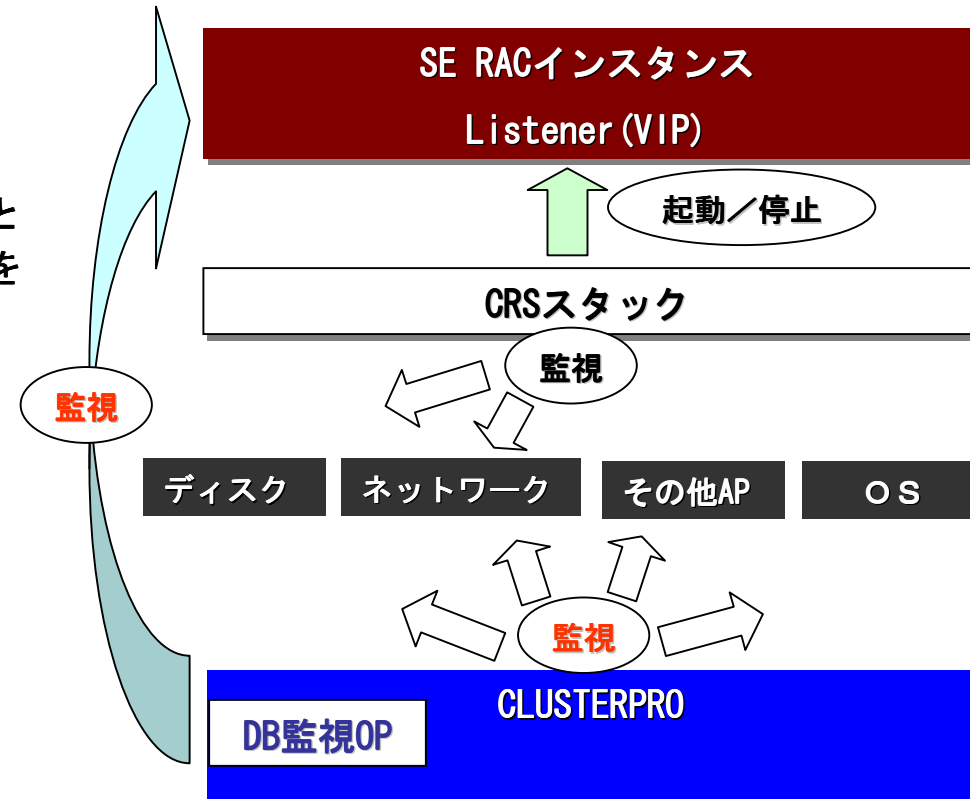 SE RACインスタンス
Listener(VIP)
起動／停止
と
を
CRSスタック
監視
監視
ディスク
ネットワーク
その他AP
ＯＳ
監視
CLUSTERPRO
DB監視OP